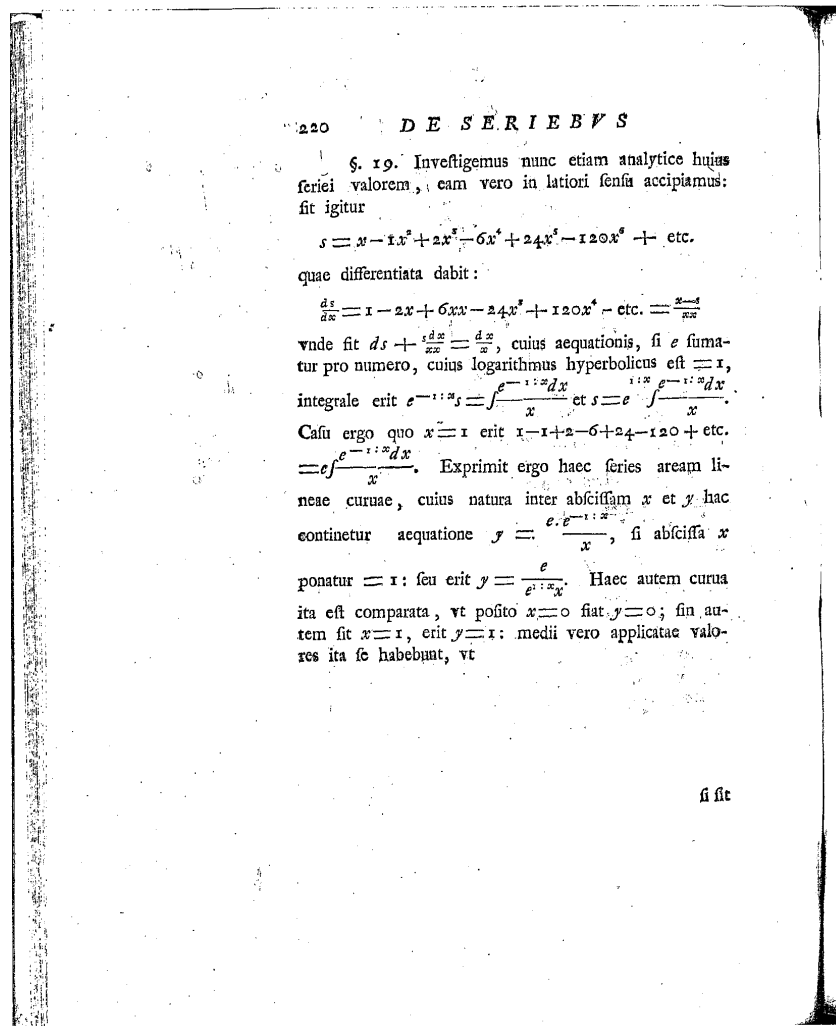 220 DE SERIEBVS
§. 19. Inveſtigemus nunc etiam analytice huius
ſeriei valorem, eam vero in latiori ſenſu accipiamus:
ſit igitur
s = x − 1x² + 2x³ − 6x⁴ + 24x⁵ − 120x⁶ + etc.
quae differentiata dabit:
ds/dx = 1 − 2x + 6xx − 24x³ + 120x⁴ − etc. = (x−s)/xx
vnde fit ds + sdx/xx = dx/x, cuius aequationis, ſi e ſuma-
tur pro numero, cuius logarithmus hyperbolicus eſt = 1,
integrale erit e^(−1:x) s = ∫ e^(−1:x)dx/x et s = e^(1:x) ∫ e^(−1:x)dx/x.
Caſu ergo quo x = 1 erit 1−1+2−6+24−120 + etc.
= e∫ e^(−1:x)dx/x. Exprimit ergo haec ſeries aream li-
neae curuae, cuius natura inter abſciſſam x et y hac
continetur aequatione y = e.e^(−1:x)/x, ſi abſciſſa x
ponatur = 1: ſeu erit y = e/(e^(1:x)x). Haec autem curua
ita eſt comparata, vt poſito x = 0 fiat y = 0; ſin au-
tem ſit x = 1, erit y = 1: medii vero applicatae valo-
res ita ſe habebunt, vt
ſi ſit